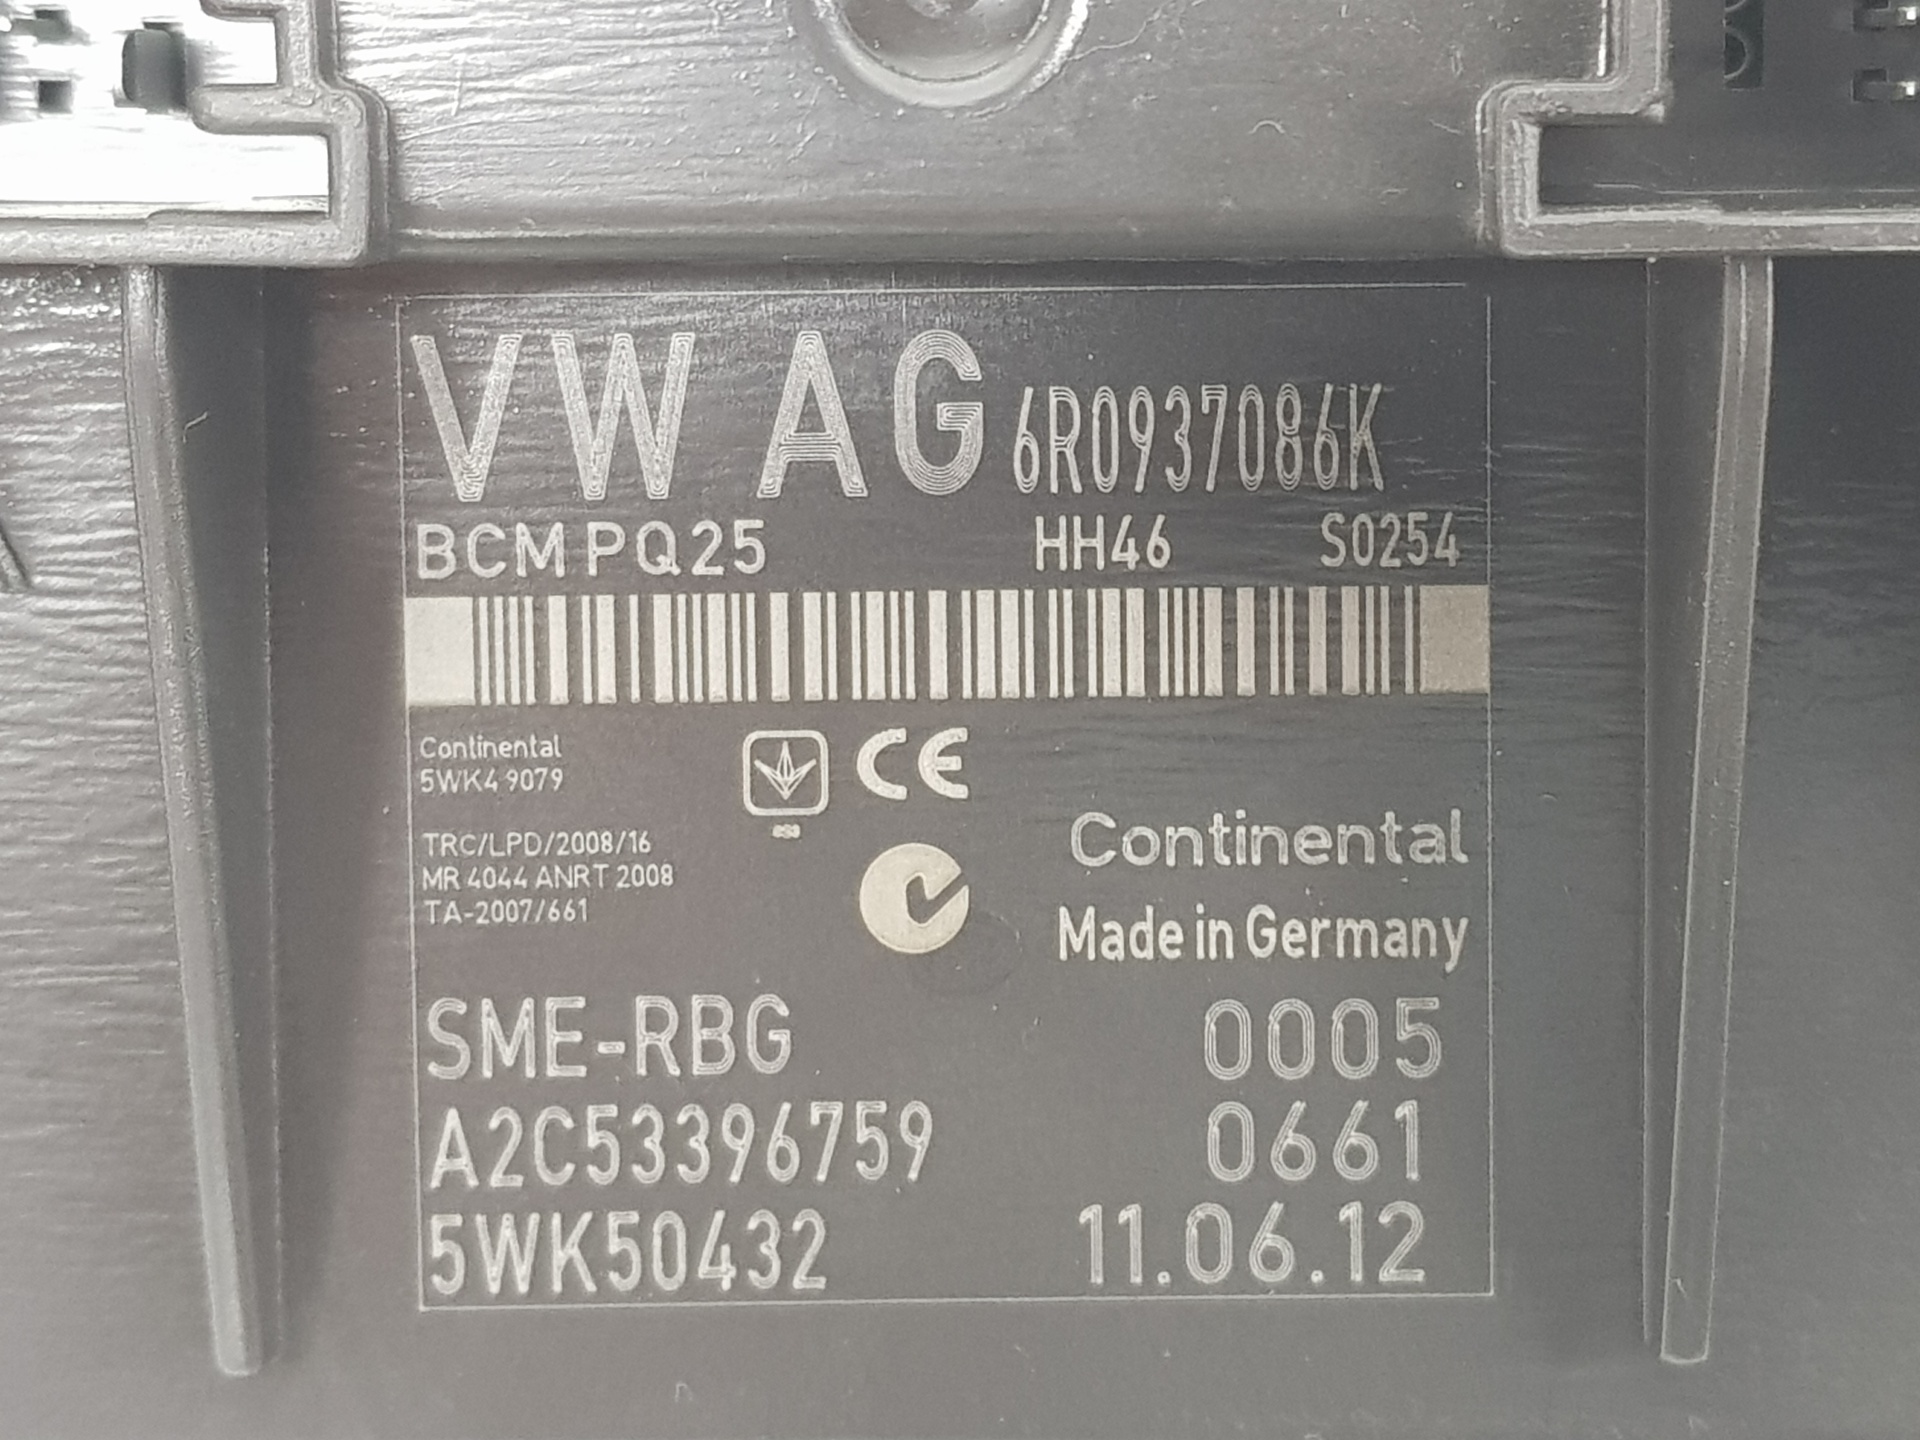 VW AG 6R0937086K
BCM PQ25 HH46 S0254
Continental
5WK4 9079
CE
TRC/LPD/2008/16
MR 4044 ANRT 2008
TA-2007/661
Continental
Made in Germany
SME-RBG 0005
A2C53396759 0661
5WK50432 11.06.12